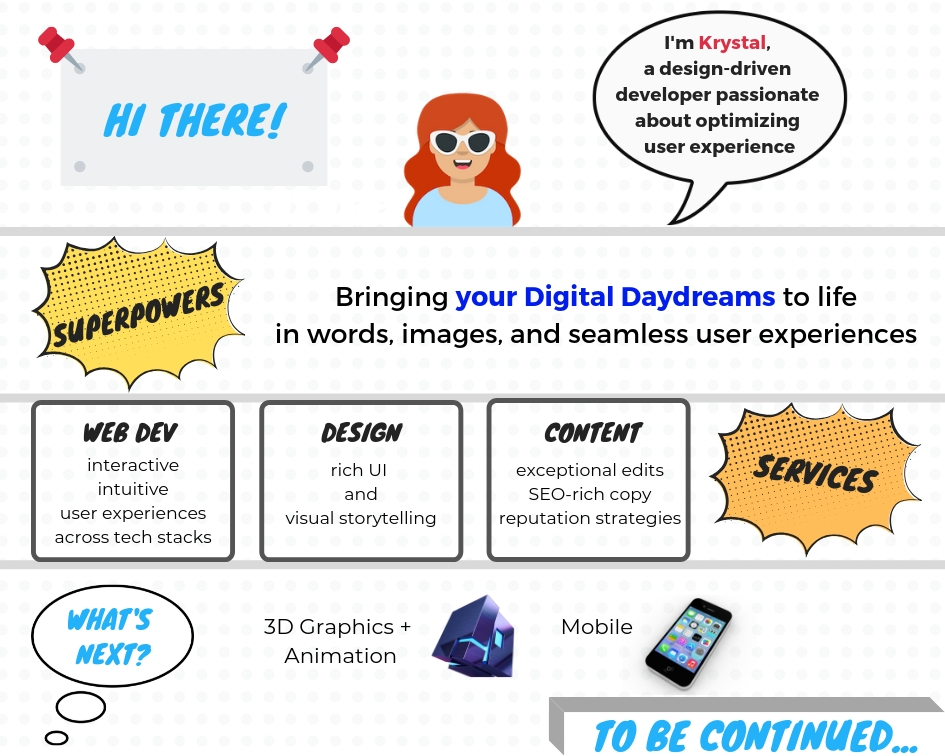 HI THERE!
I'm Krystal,
a design-driven
developer passionate
about optimizing
user experience
SUPERPOWERS
Bringing your Digital Daydreams to life
in words, images, and seamless user experiences
WEB DEV
interactive
intuitive
user experiences
across tech stacks
DESIGN
rich UI
and
visual storytelling
CONTENT
exceptional edits
SEO-rich copy
reputation strategies
SERVICES
WHAT'S
NEXT?
3D Graphics +
Animation
Mobile
TO BE CONTINUED...